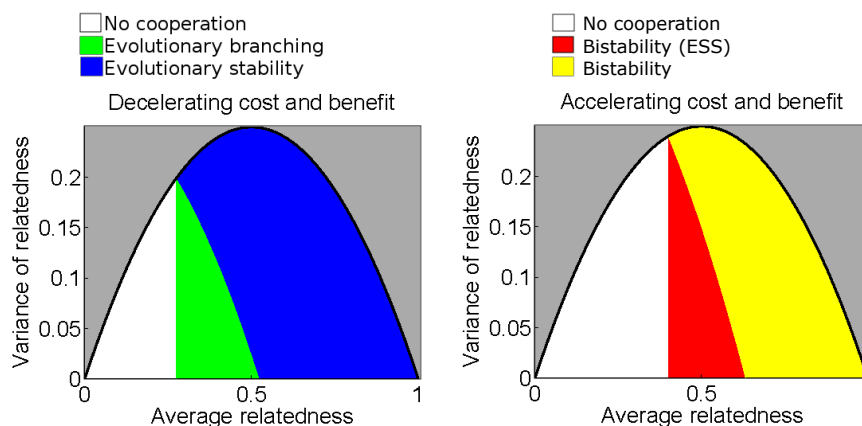 No cooperation
Evolutionary branching
Evolutionary stability
Decelerating cost and benefit
Variance of relatedness
0.2
0.15
0.1
0.05
0
0
0.5
1
Average relatedness
No cooperation
Bistability (ESS)
Bistability
Accelerating cost and benefit
Variance of relatedness
0.2
0.15
0.1
0.05
0
0
0.5
Average relatedness